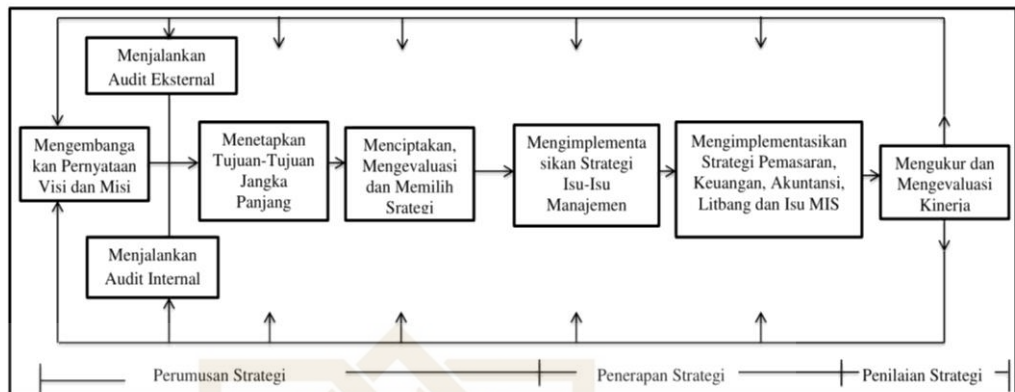 Menjalankan
Audit Eksternal
Mengembanga
kan Pernyataan
Visi dan Misi
Menetapkan
Tujuan-Tujuan
Jangka
Panjang
Menciptakan,
Mengevaluasi
dan Memilih
Srategi
Mengimplementa
sikan Strategi
Isu-Isu
Manajemen
Mengimplementasikan
Strategi Pemasaran,
Keuangan, Akuntansi,
Litbang dan Isu MIS
Mengukur dan
Mengevaluasi
Kinerja
Menjalankan
Audit Internal
Perumusan Strategi
Penerapan Strategi
Penilaian Strategi